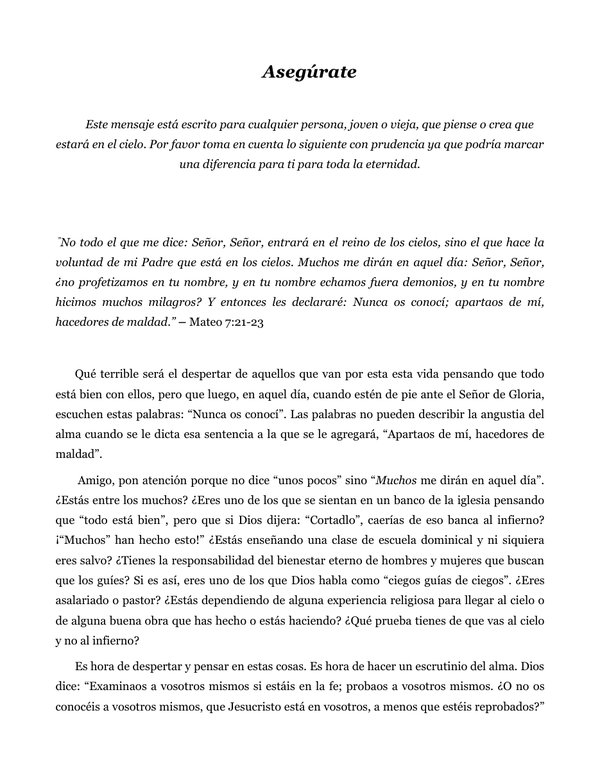 Asegúrate
Este mensaje está escrito para cualquier persona, joven o vieja, que piense o crea que
estará en el cielo. Por favor toma en cuenta lo siguiente con prudencia ya que podría marcar
una diferencia para ti para toda la eternidad.
"No todo el que me dice: Señor, Señor, entrará en el reino de los cielos, sino el que hace la
voluntad de mi Padre que está en los cielos. Muchos me dirán en aquel día: Señor, Señor,
¿no profetizamos en tu nombre, y en tu nombre echamos fuera demonios, y en tu nombre
hicimos muchos milagros? Y entonces les declararé: Nunca os conocí; apartaos de mí,
hacedores de maldad.” – Mateo 7:21-23
Qué terrible será el despertar de aquellos que van por esta esta vida pensando que todo
está bien con ellos, pero que luego, en aquel día, cuando estén de pie ante el Señor de Gloria,
escuchen estas palabras: “Nunca os conocí”. Las palabras no pueden describir la angustia del
alma cuando se le dicta esa sentencia a la que se le agregará, “Apartaos de mí, hacedores de
maldad”.
Amigo, pon atención porque no dice “unos pocos” sino “Muchos me dirán en aquel día”.
¿Estás entre los muchos? ¿Eres uno de los que se sientan en un banco de la iglesia pensando
que “todo está bien”, pero que si Dios dijera: “Cortadlo”, caerías de eso banca al infierno?
¡“Muchos” han hecho esto!” ¿Estás enseñando una clase de escuela dominical y ni siquiera
eres salvo? ¿Tienes la responsabilidad del bienestar eterno de hombres y mujeres que buscan
que los guíes? Si es así, eres uno de los que Dios habla como “ciegos guías de ciegos”. ¿Eres
asalariado o pastor? ¿Estás dependiendo de alguna experiencia religiosa para llegar al cielo o
de alguna buena obra que has hecho o estás haciendo? ¿Qué prueba tienes de que vas al cielo
y no al infierno?
Es hora de despertar y pensar en estas cosas. Es hora de hacer un escrutinio del alma. Dios
dice: “Examinaos a vosotros mismos si estáis en la fe; probaos a vosotros mismos. ¿O no os
conocéis a vosotros mismos, que Jesucristo está en vosotros, a menos que estéis reprobados?”